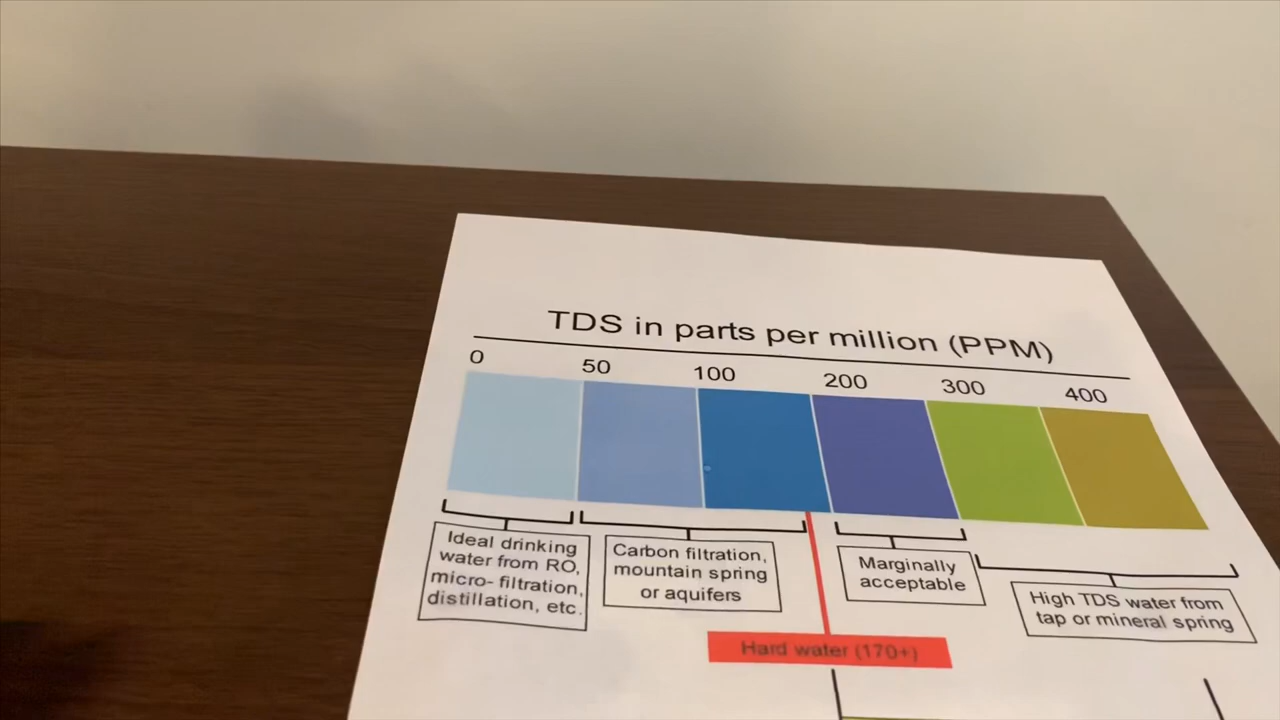 TDS in parts per million (PPM)
0 50 100 200 300 400
Ideal drinking
water from RO,
micro- filtration,
distillation, etc.
Carbon filtration,
mountain spring
or aquifers
Marginally
acceptable
High TDS water from
tap or mineral spring
Hard water (170+)